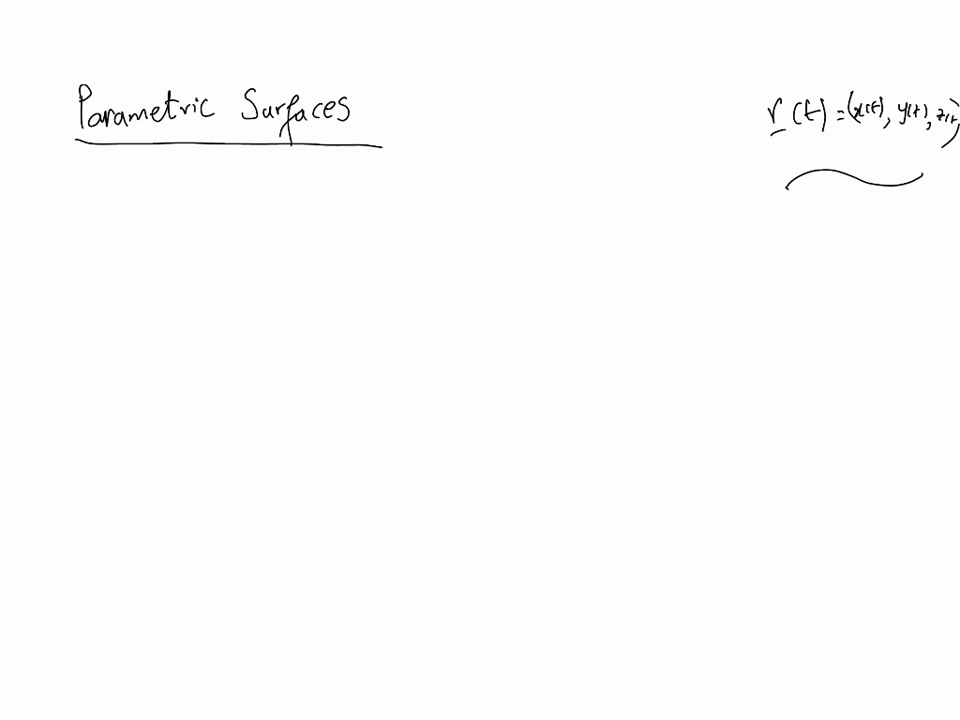 Parametric Surfaces
r(t) = (x(t), y(t), z(t)